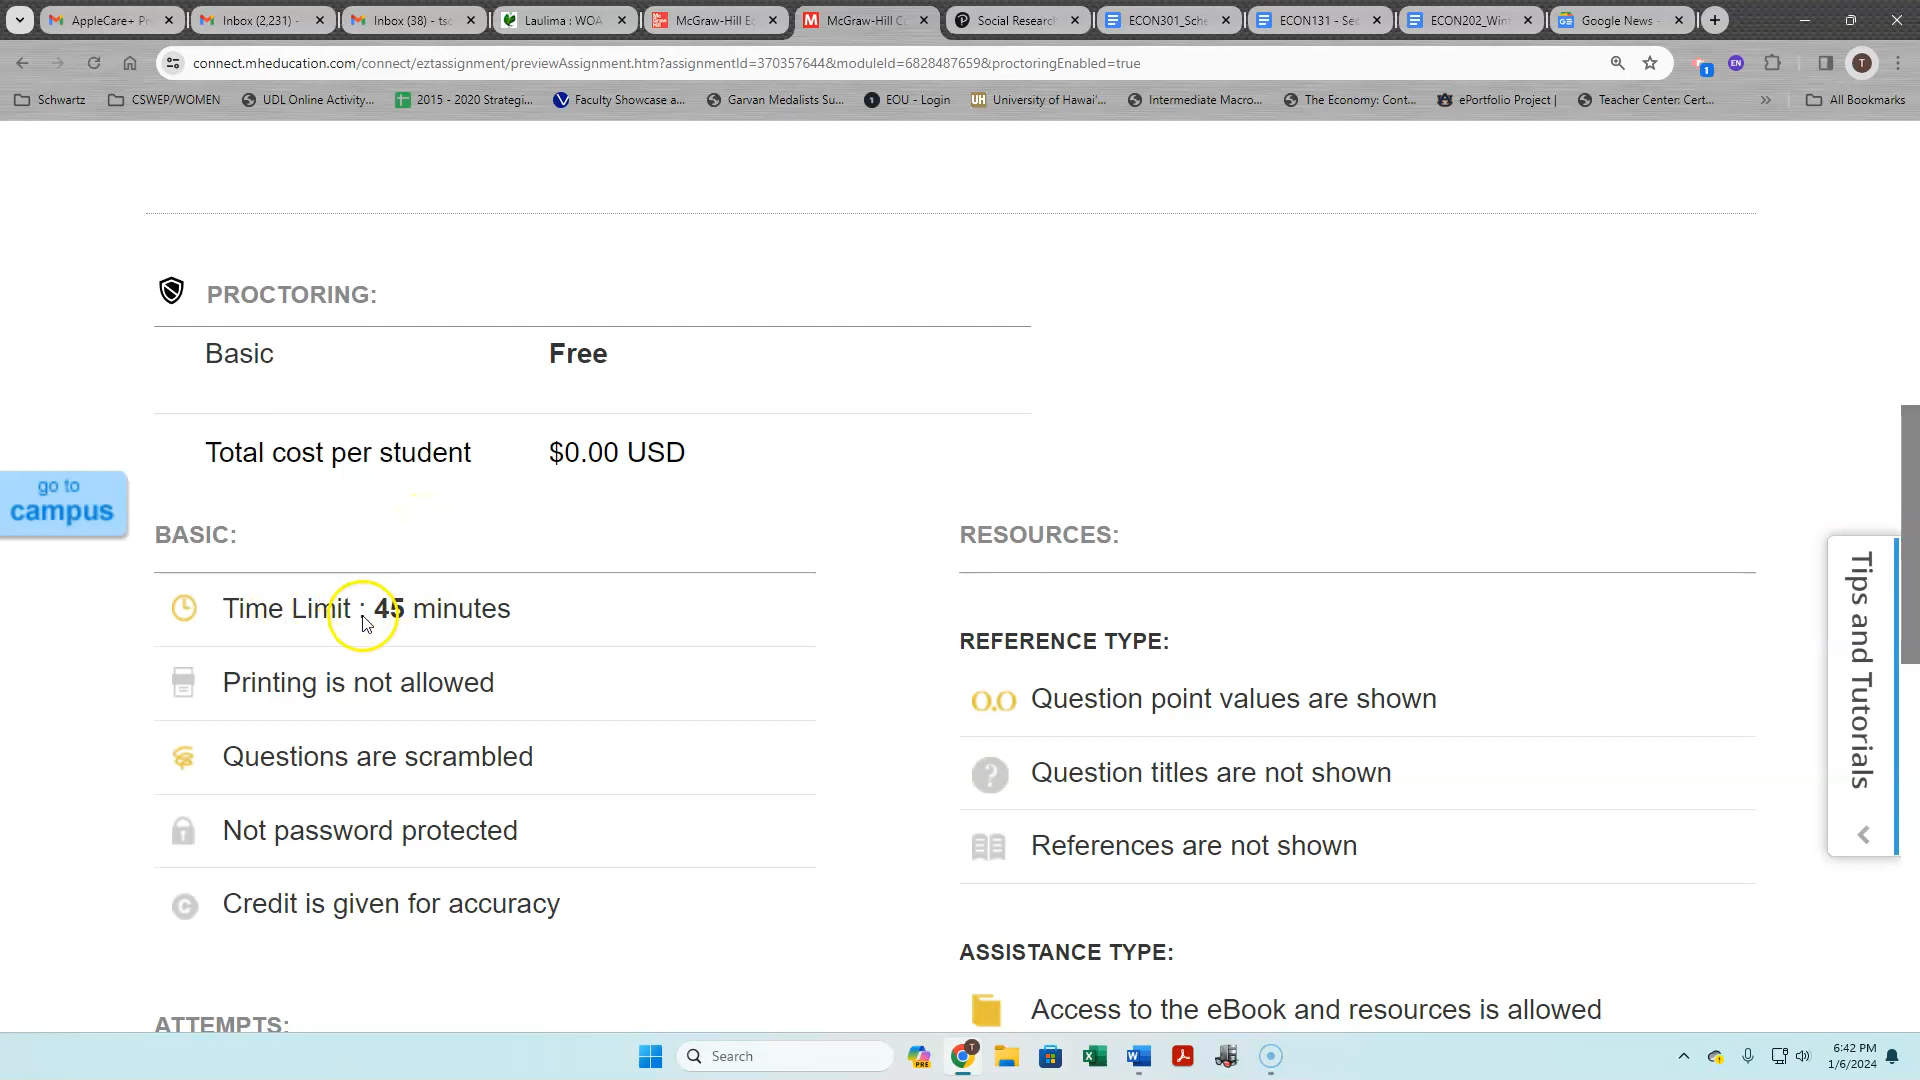 AppleCare+ Pr
Inbox (2,231) -
Inbox (38) - tsc
Laulima : WOA
McGraw-Hill Ec
McGraw-Hill C
Social Research
ECON301_Sche
ECON131 - Sec
ECON202_Wint
Google News -
connect.mheducation.com/connect/eztassignment/previewAssignment.htm?assignmentId=370357644&moduleId=6828487659&proctoringEnabled=true
1
EN
T
Schwartz
CSWEP/WOMEN
UDL Online Activity...
2015 - 2020 Strategi...
Faculty Showcase a...
Garvan Medalists Su...
EOU - Login
University of Hawai'...
Intermediate Macro...
The Economy: Cont...
ePortfolio Project |
Teacher Center: Cert...
»
All Bookmarks
PROCTORING:
Basic Free
Total cost per student $0.00 USD
go to
campus
BASIC:
Time Limit : 45 minutes
Printing is not allowed
Questions are scrambled
Not password protected
Credit is given for accuracy
ATTEMPTS:
RESOURCES:
REFERENCE TYPE:
0.0 Question point values are shown
Question titles are not shown
References are not shown
ASSISTANCE TYPE:
Access to the eBook and resources is allowed
Tips and Tutorials
Search
PRE
6:42 PM
1/6/2024